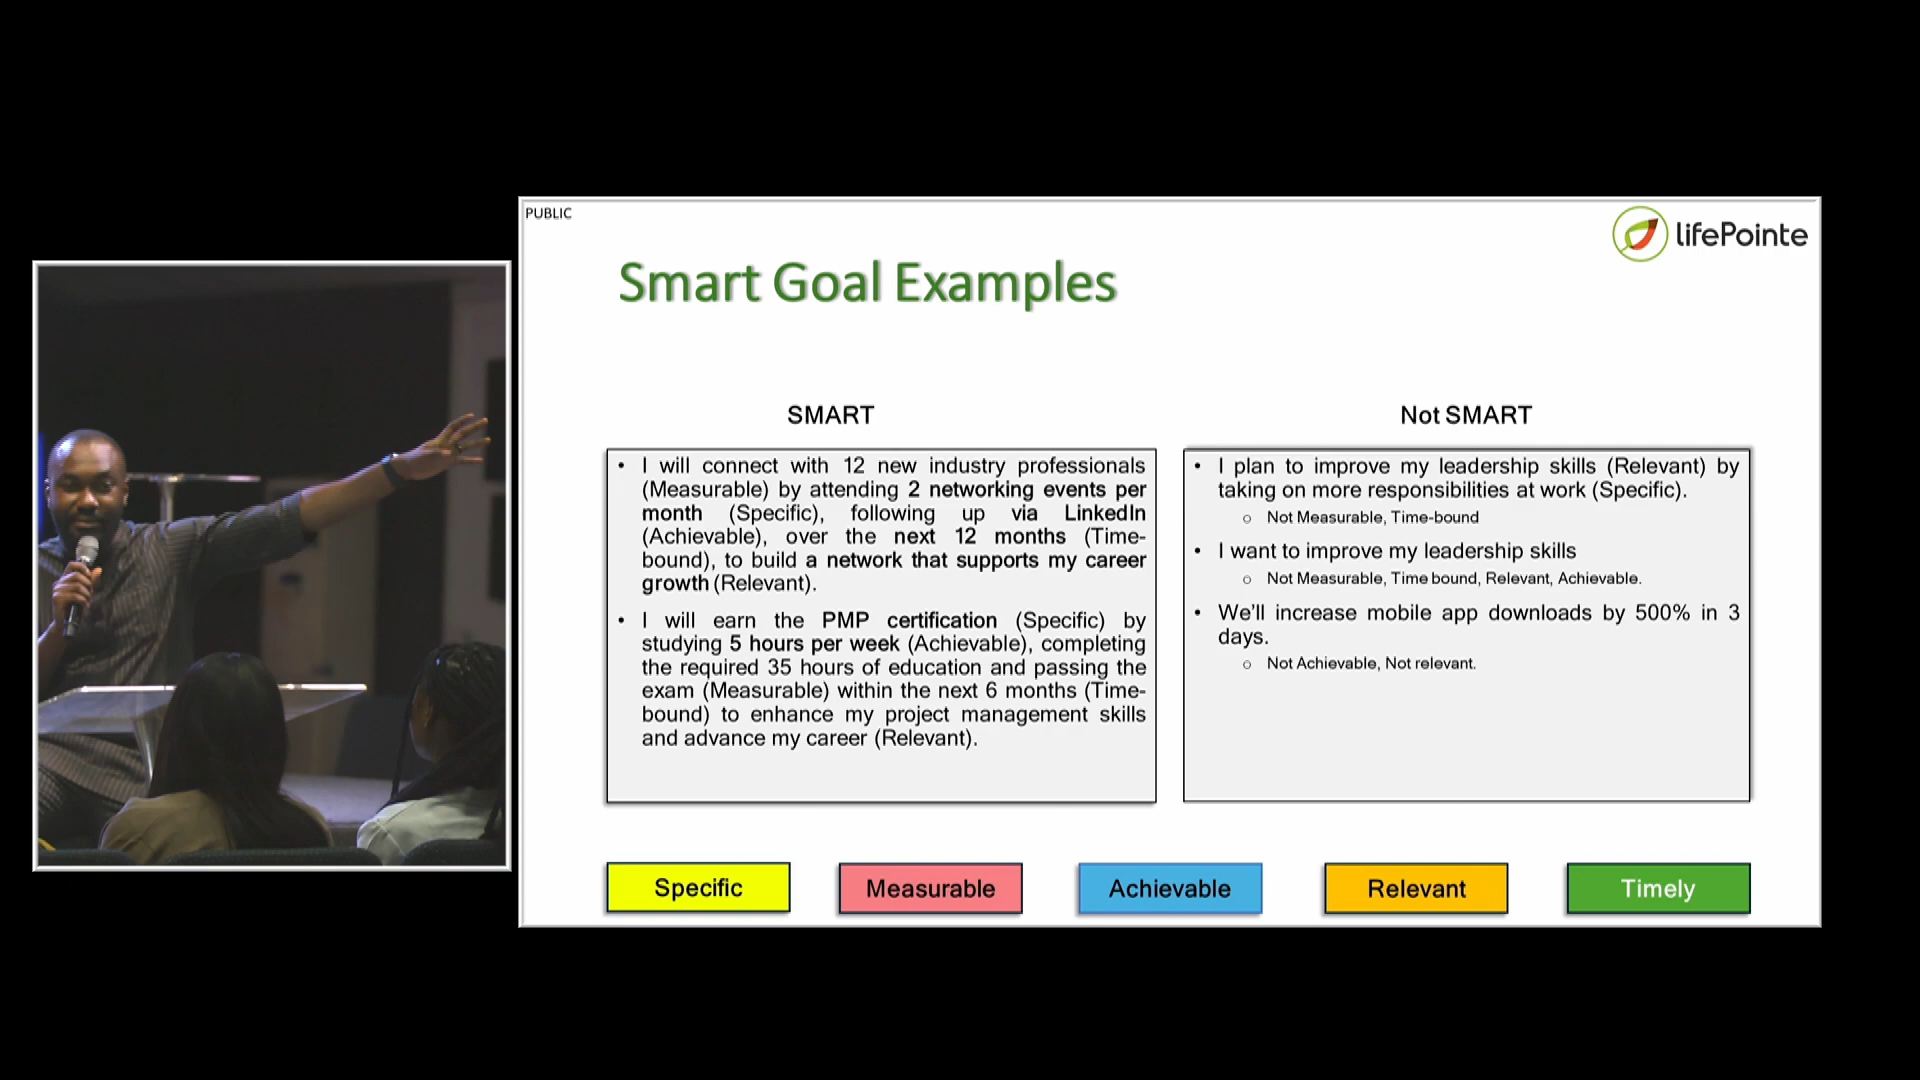 PUBLIC
lifePointe
Smart Goal Examples
SMART
• I will connect with 12 new industry professionals
(Measurable) by attending 2 networking events per
month (Specific), following up via LinkedIn
(Achievable), over the next 12 months (Time-
bound), to build a network that supports my career
growth (Relevant).
• I will earn the PMP certification (Specific) by
studying 5 hours per week (Achievable), completing
the required 35 hours of education and passing the
exam (Measurable) within the next 6 months (Time-
bound) to enhance my project management skills
and advance my career (Relevant).
Not SMART
• I plan to improve my leadership skills (Relevant) by
taking on more responsibilities at work (Specific).
○ Not Measurable, Time-bound
• I want to improve my leadership skills
○ Not Measurable, Time bound, Relevant, Achievable.
• We'll increase mobile app downloads by 500% in 3
days.
○ Not Achievable, Not relevant.
Specific
Measurable
Achievable
Relevant
Timely